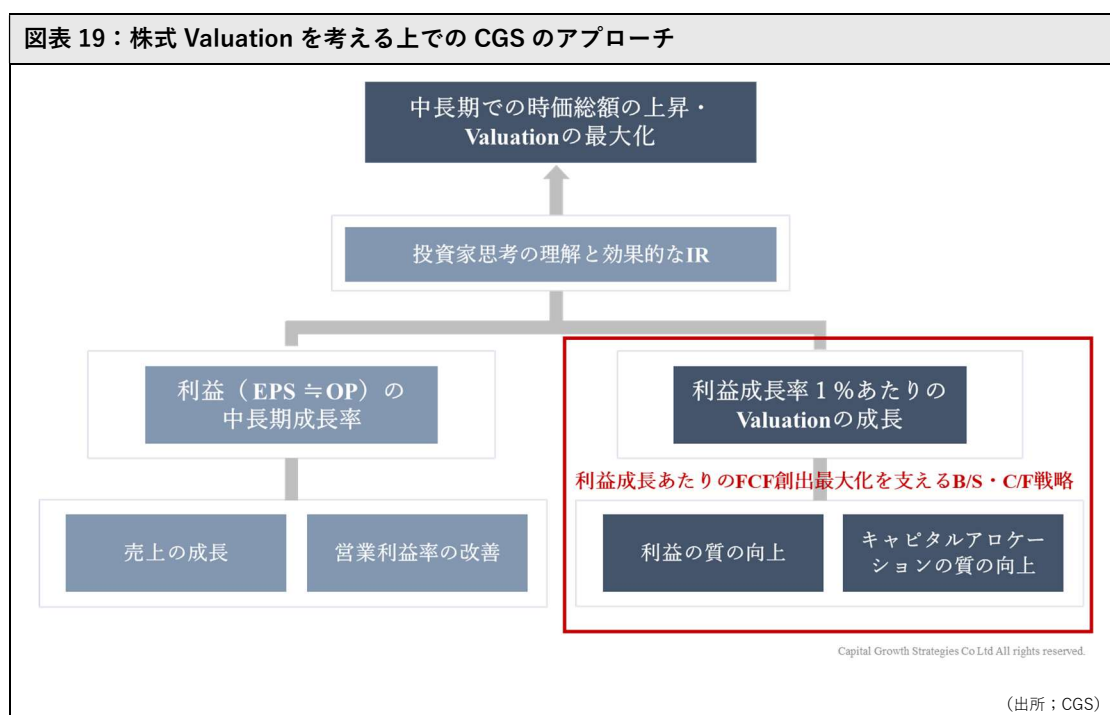 図表 19：株式 Valuation を考える上での CGS のアプローチ
中長期での時価総額の上昇・
Valuationの最大化
投資家思考の理解と効果的なIR
利益（EPS ≒OP）の
中長期成長率
利益成長率１%あたりの
Valuationの成長
利益成長あたりのFCF創出最大化を支えるB/S・C/F戦略
売上の成長
営業利益率の改善
利益の質の向上
キャピタルアロケー
ションの質の向上
Capital Growth Strategies Co Ltd All rights reserved.
（出所；CGS）